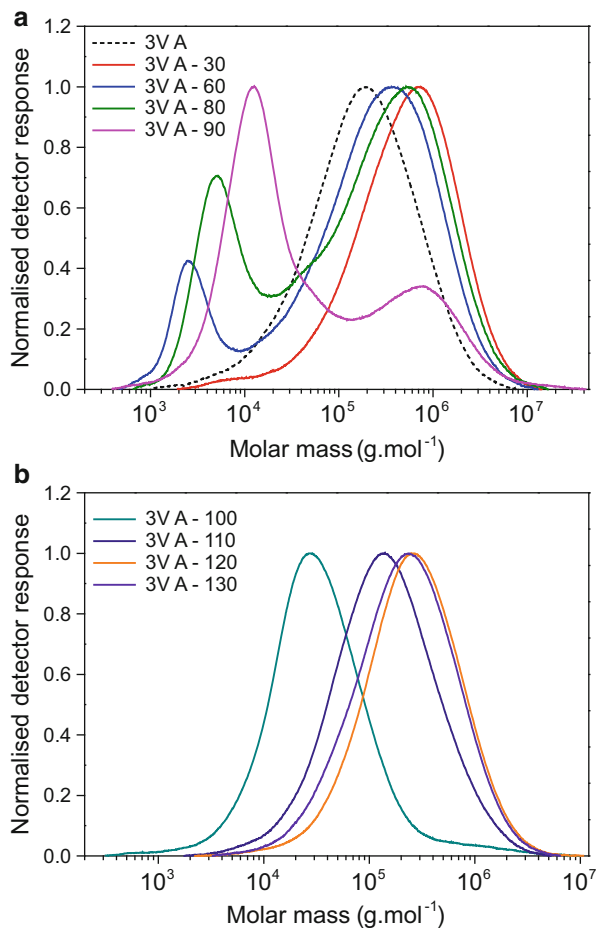 a
1.2
1.0
0.8
0.6
0.4
0.2
0.0
Normalised detector response
3V A
3V A - 30
3V A - 60
3V A - 80
3V A - 90
10³ 10⁴ 10⁵ 10⁶ 10⁷
Molar mass (g.mol⁻¹)
b
1.2
1.0
0.8
0.6
0.4
0.2
0.0
Normalised detector response
3V A - 100
3V A - 110
3V A - 120
3V A - 130
10³ 10⁴ 10⁵ 10⁶ 10⁷
Molar mass (g.mol⁻¹)